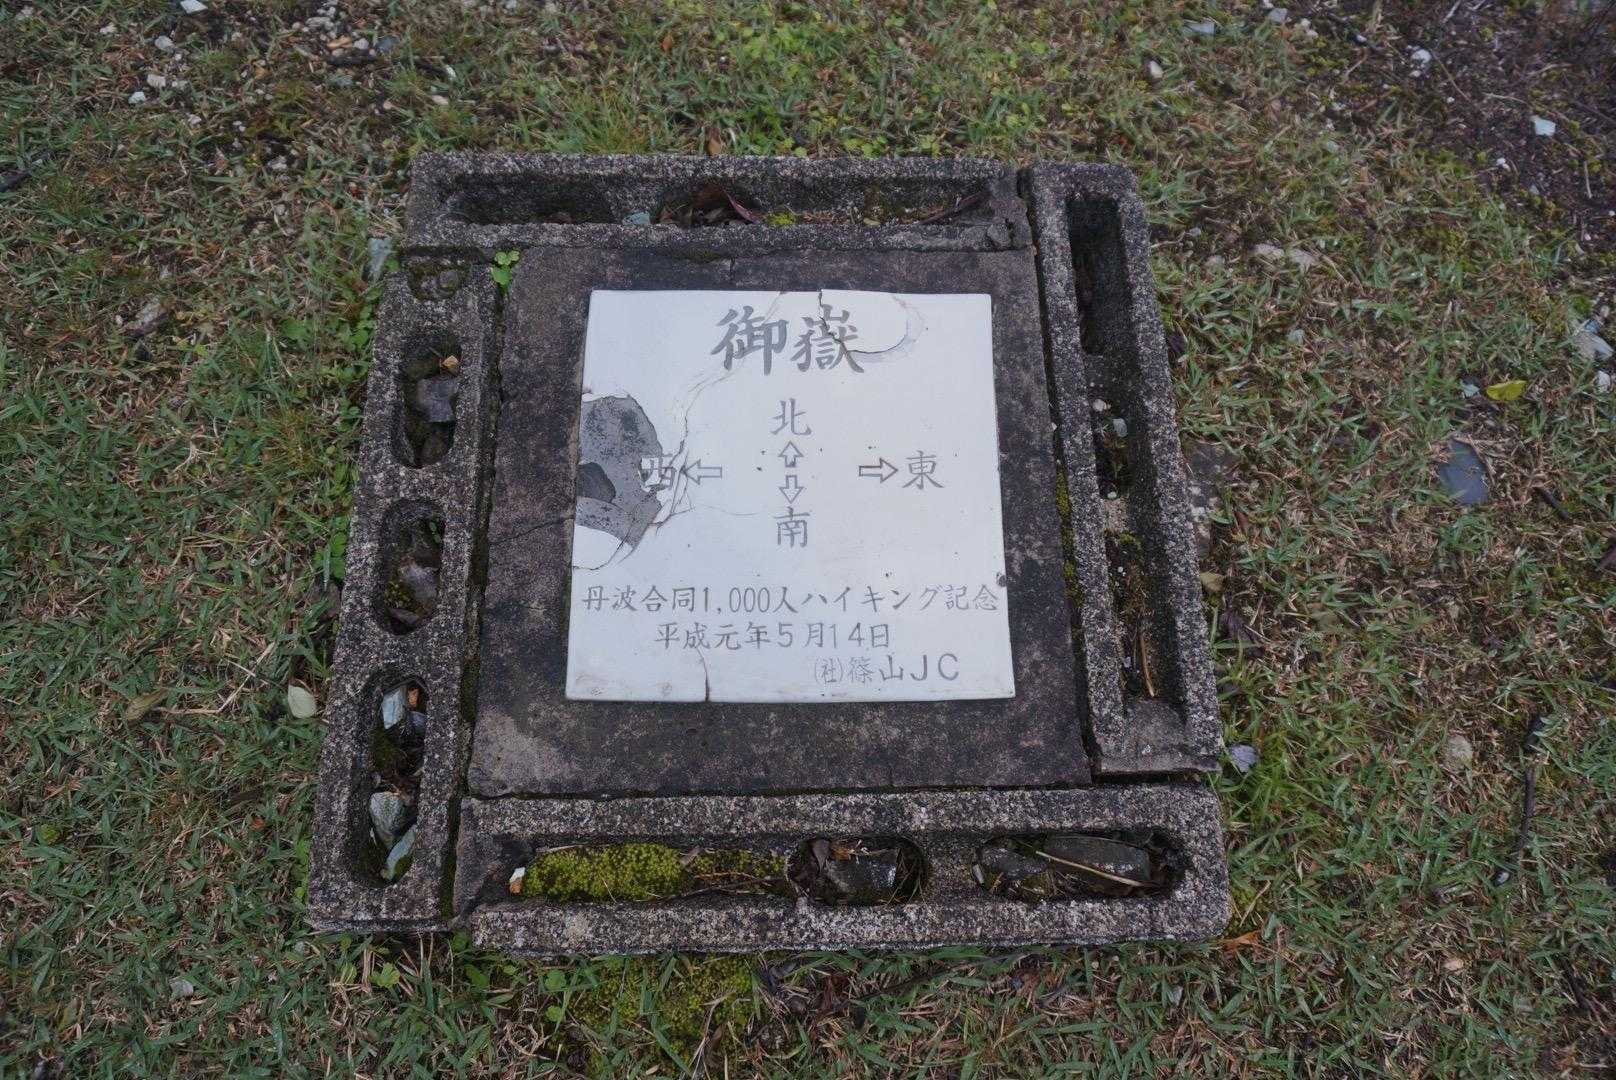 御嶽
北
西⇦ ⇨東
南
丹波合同1,000人ハイキング記念
平成元年5月14日
㈳篠山JC